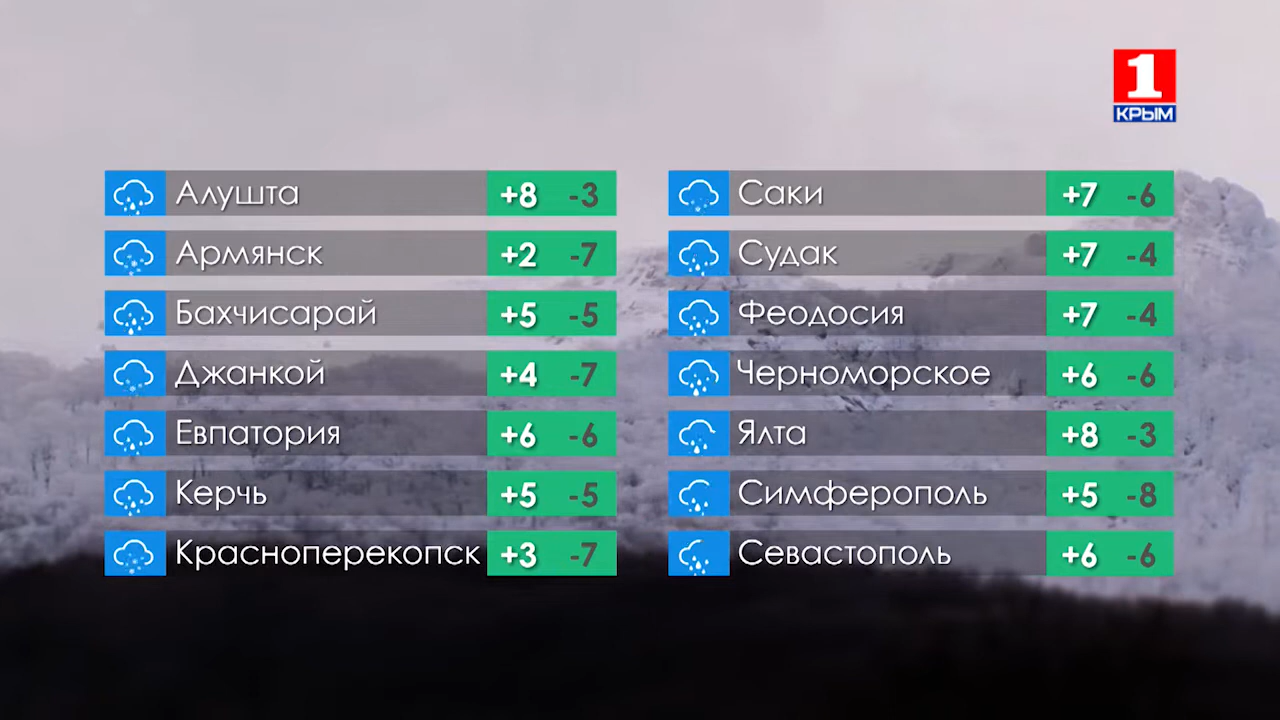 1
КРЫМ
Алушта +8 -3
Армянск +2 -7
Бахчисарай +5 -5
Джанкой +4 -7
Евпатория +6 -6
Керчь +5 -5
Красноперекопск +3 -7
Саки +7 -6
Судак +7 -4
Феодосия +7 -4
Черноморское +6 -6
Ялта +8 -3
Симферополь +5 -8
Севастополь +6 -6